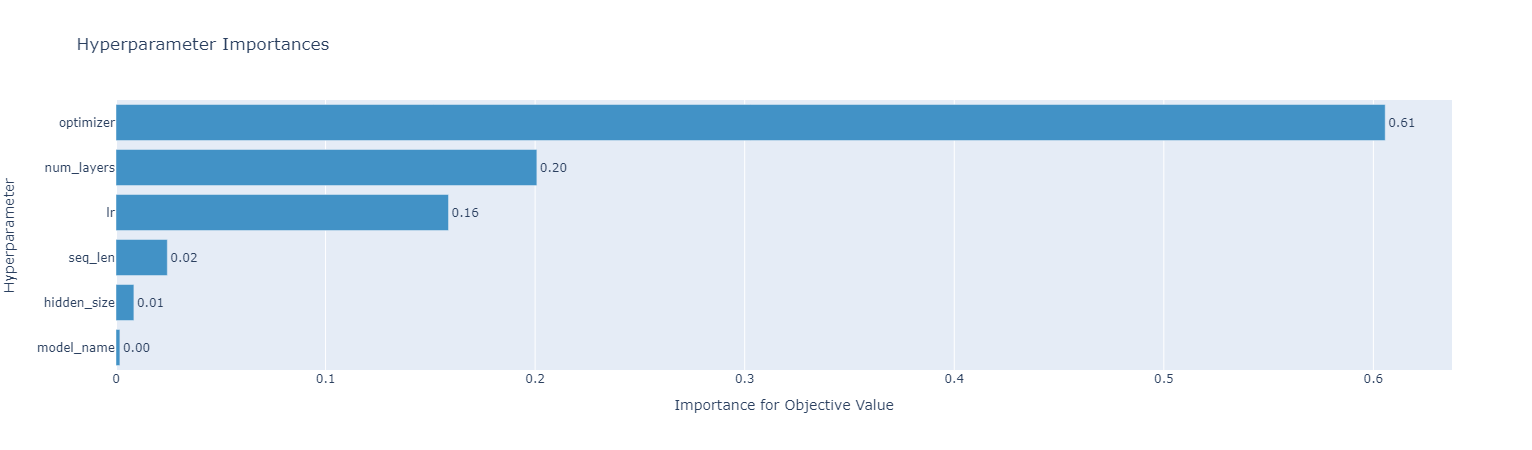 Hyperparameter Importances
Hyperparameter
optimizer 0.61
num_layers 0.20
lr 0.16
seq_len 0.02
hidden_size 0.01
model_name 0.00
0 0.1 0.2 0.3 0.4 0.5 0.6
Importance for Objective Value